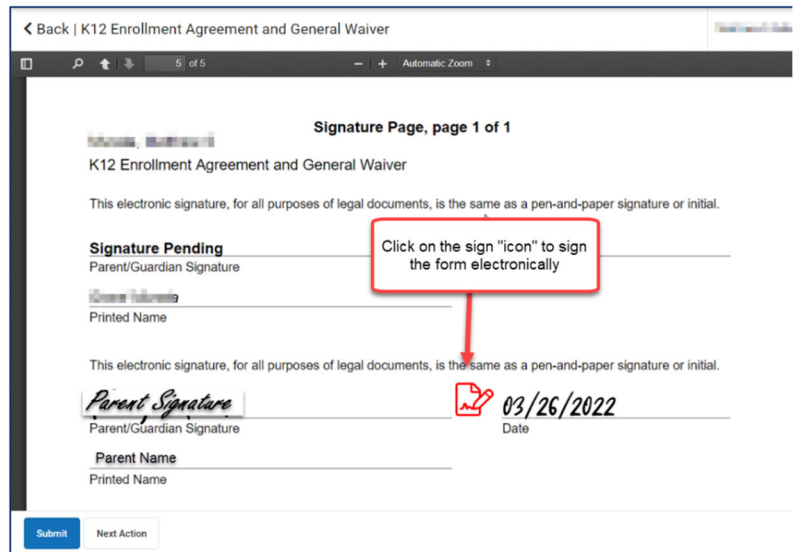 Back | K12 Enrollment Agreement and General Waiver
5 of 5
Automatic Zoom
Signature Page, page 1 of 1
K12 Enrollment Agreement and General Waiver
This electronic signature, for all purposes of legal documents, is the same as a pen-and-paper signature or initial.
Signature Pending
Parent/Guardian Signature
Click on the sign "icon" to sign
the form electronically
Printed Name
This electronic signature, for all purposes of legal documents, is the same as a pen-and-paper signature or initial.
Parent Signature
03/26/2022
Parent/Guardian Signature
Date
Parent Name
Printed Name
Submit
Next Action